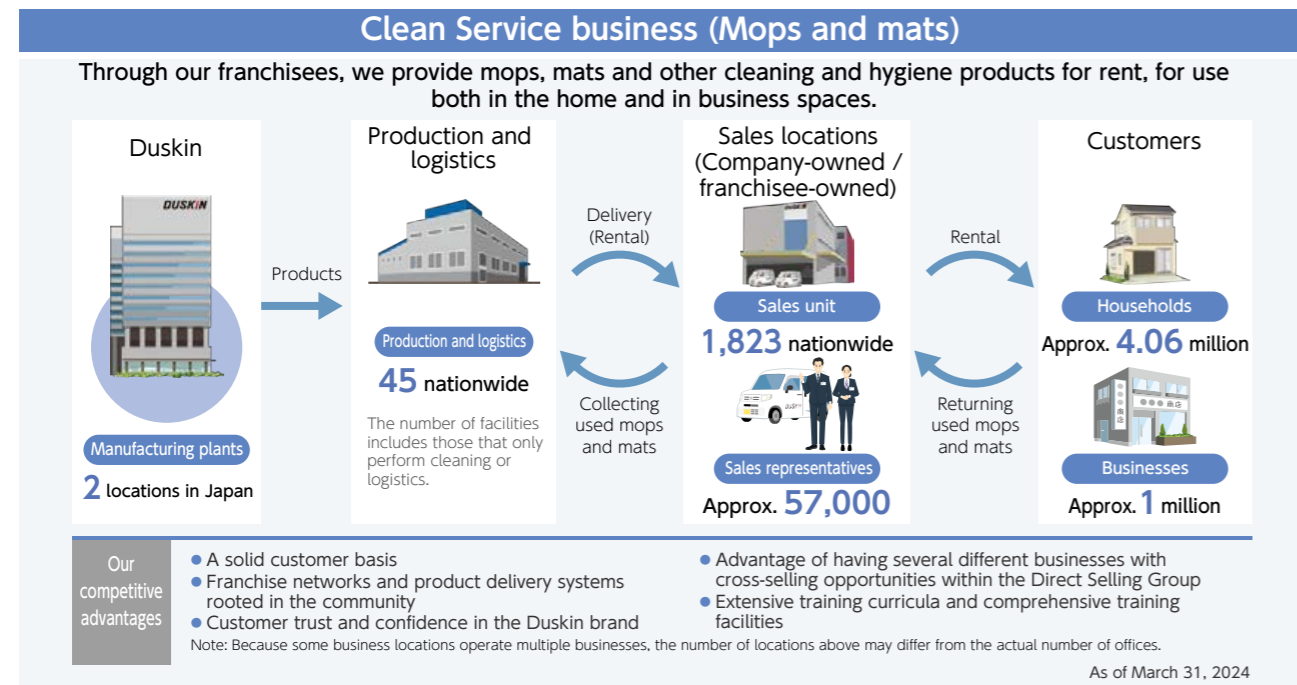 Clean Service business (Mops and mats)
Through our franchisees, we provide mops, mats and other cleaning and hygiene products for rent, for use
both in the home and in business spaces.
Duskin
DUSKIN
Manufacturing plants
2 locations in Japan
Products
Production and
logistics
Production and logistics
45 nationwide
The number of facilities
includes those that only
perform cleaning or
logistics.
Delivery
(Rental)
Collecting
used mops
and mats
Sales locations
(Company-owned /
franchisee-owned)
DUSKIN
Sales unit
1,823 nationwide
DUSKIN
Sales representatives
Approx. 57,000
Rental
Returning
used mops
and mats
Customers
Households
Approx. 4.06 million
商店
商店
Businesses
Approx. 1 million
Our
competitive
advantages
● A solid customer basis
● Franchise networks and product delivery systems
rooted in the community
● Customer trust and confidence in the Duskin brand
● Advantage of having several different businesses with
cross-selling opportunities within the Direct Selling Group
● Extensive training curricula and comprehensive training
facilities
Note: Because some business locations operate multiple businesses, the number of locations above may differ from the actual number of offices.
As of March 31, 2024